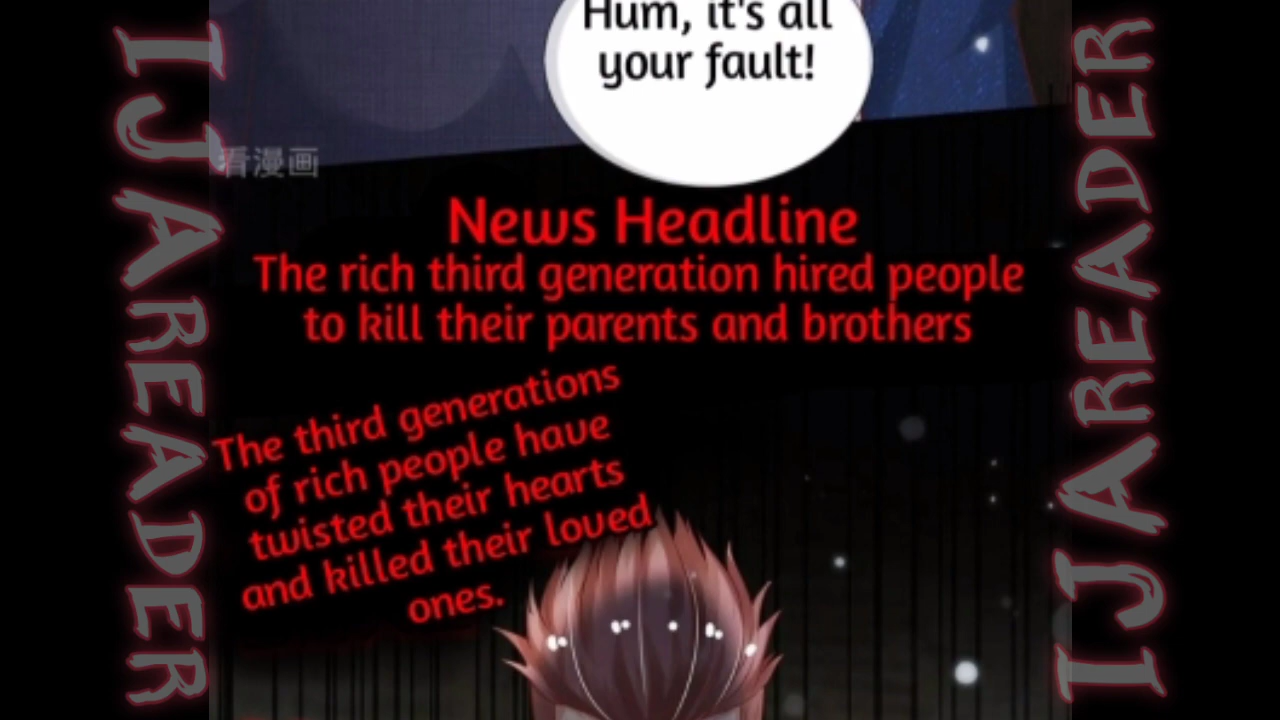 Hum, it's all
your fault!
看漫画
News Headline
The rich third generation hired people
to kill their parents and brothers
The third generations
of rich people have
twisted their hearts
and killed their loved
ones.
IJAREADER
IJAREADER